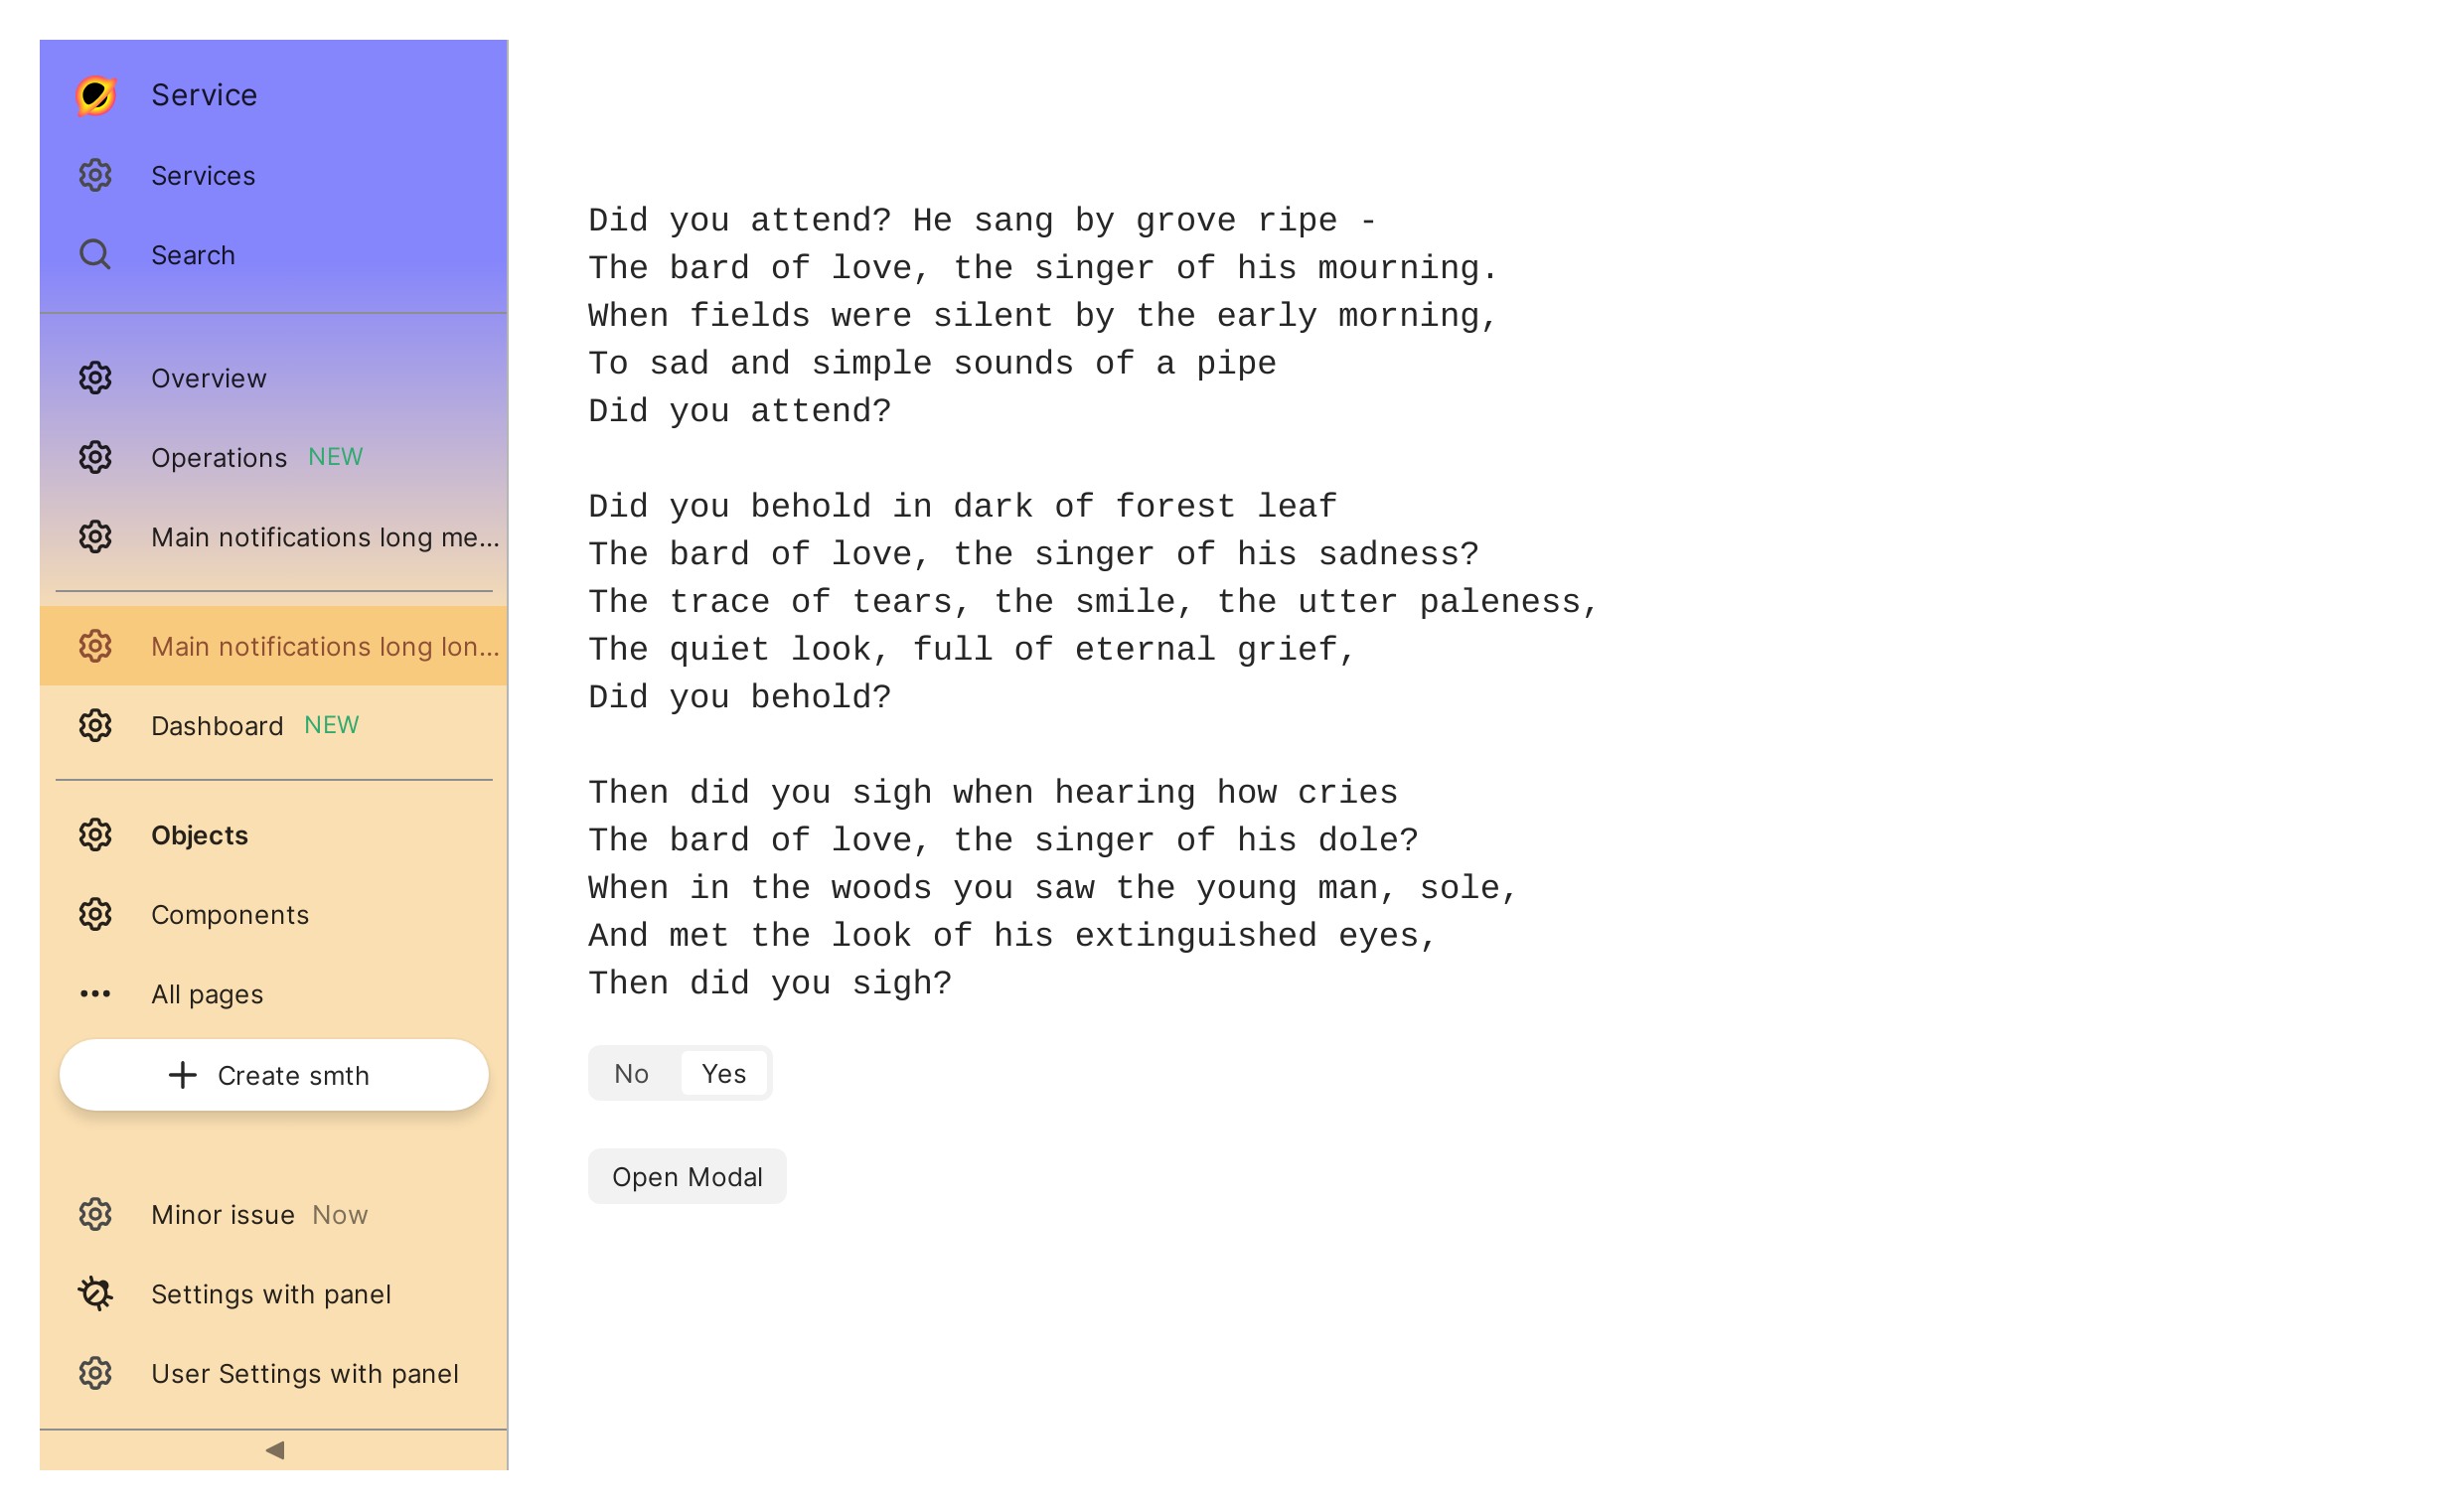 Service
Services
Search
Overview
Operations NEW
Main notifications long me...
Main notifications long lon...
Dashboard NEW
Objects
Components
All pages
Create smth
Minor issue Now
Settings with panel
User Settings with panel
Did you attend? He sang by grove ripe -
The bard of love, the singer of his mourning.
When fields were silent by the early morning,
To sad and simple sounds of a pipe
Did you attend?
Did you behold in dark of forest leaf
The bard of love, the singer of his sadness?
The trace of tears, the smile, the utter paleness,
The quiet look, full of eternal grief,
Did you behold?
Then did you sigh when hearing how cries
The bard of love, the singer of his dole?
When in the woods you saw the young man, sole,
And met the look of his extinguished eyes,
Then did you sigh?
No Yes
Open Modal